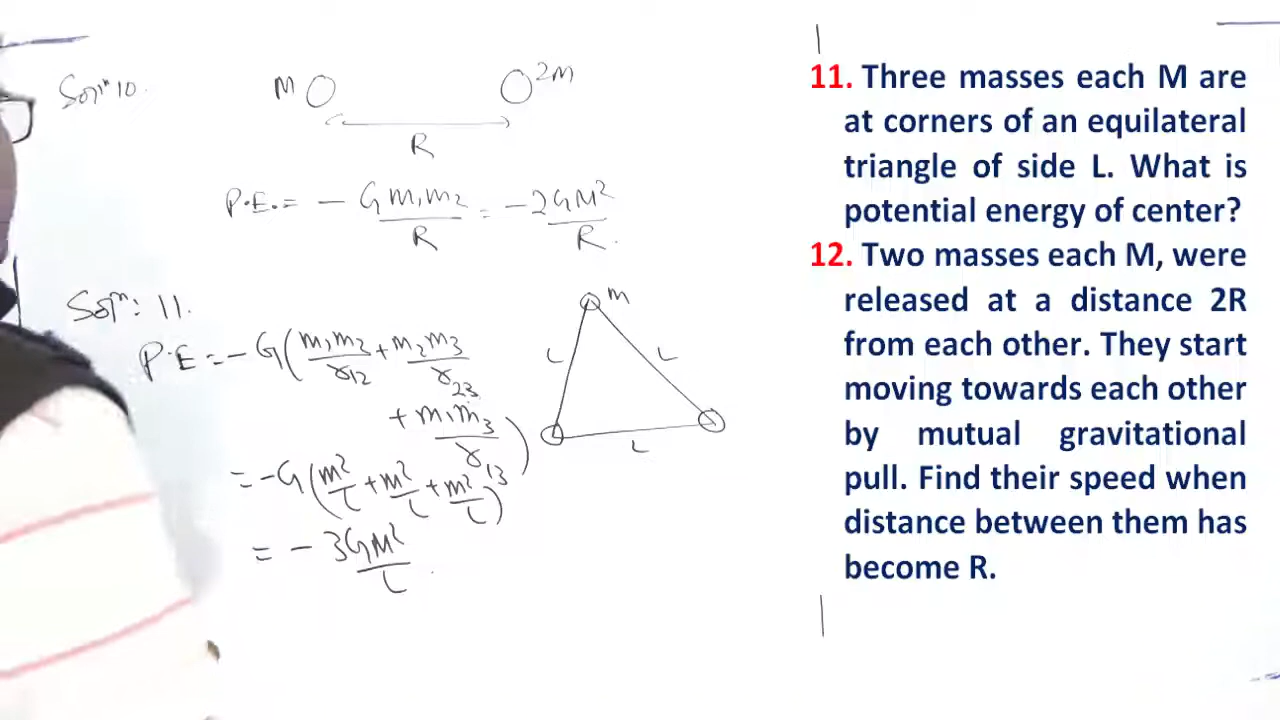 Solⁿ 10.
M
2M
R
P.E. = - G m₁m₂ / R = -2GM² / R.
Solⁿ: 11.
P.E = -G( m₁m₂ / r₁₂ + m₂m₃ / r₂₃
+ m₁m₃ / r₁₃ )
= -G( m²/L + m²/L + m²/L )
= - 3GM² / L .
M
L
L
L
11. Three masses each M are
at corners of an equilateral
triangle of side L. What is
potential energy of center?
12. Two masses each M, were
released at a distance 2R
from each other. They start
moving towards each other
by mutual gravitational
pull. Find their speed when
distance between them has
become R.